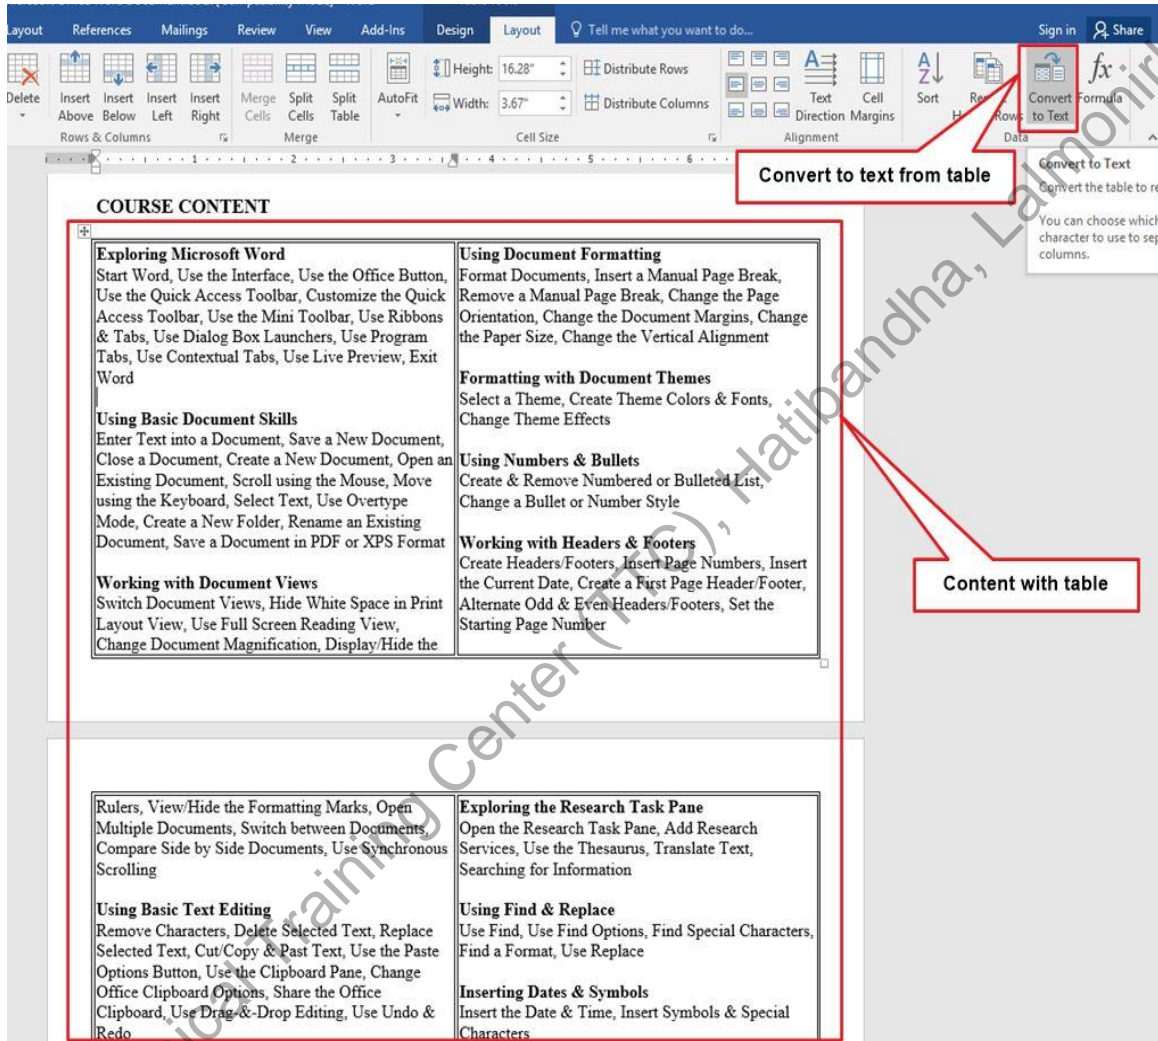 Layout References Mailings Review View Add-Ins Design Layout Tell me what you want to do... Sign in Share
Delete
Insert Above
Insert Below
Insert Left
Insert Right
Rows & Columns
Merge Cells
Split Cells
Split Table
Merge
AutoFit
Height: 16.28"
Width: 3.67"
Distribute Rows
Distribute Columns
Cell Size
Text Direction
Cell Margins
Alignment
Sort
Rows
Convert to Text
Formula
Data
Convert to text from table
Convert to Text
Convert the table to re
You can choose which
character to use to sep
columns.
1 2 3 4 5 6
COURSE CONTENT
Exploring Microsoft Word
Start Word, Use the Interface, Use the Office Button,
Use the Quick Access Toolbar, Customize the Quick
Access Toolbar, Use the Mini Toolbar, Use Ribbons
& Tabs, Use Dialog Box Launchers, Use Program
Tabs, Use Contextual Tabs, Use Live Preview, Exit
Word
Using Basic Document Skills
Enter Text into a Document, Save a New Document,
Close a Document, Create a New Document, Open an
Existing Document, Scroll using the Mouse, Move
using the Keyboard, Select Text, Use Overtype
Mode, Create a New Folder, Rename an Existing
Document, Save a Document in PDF or XPS Format
Working with Document Views
Switch Document Views, Hide White Space in Print
Layout View, Use Full Screen Reading View,
Change Document Magnification, Display/Hide the
Using Document Formatting
Format Documents, Insert a Manual Page Break,
Remove a Manual Page Break, Change the Page
Orientation, Change the Document Margins, Change
the Paper Size, Change the Vertical Alignment
Formatting with Document Themes
Select a Theme, Create Theme Colors & Fonts,
Change Theme Effects
Using Numbers & Bullets
Create & Remove Numbered or Bulleted List,
Change a Bullet or Number Style
Working with Headers & Footers
Create Headers/Footers, Insert Page Numbers, Insert
the Current Date, Create a First Page Header/Footer,
Alternate Odd & Even Headers/Footers, Set the
Starting Page Number
Content with table
Rulers, View/Hide the Formatting Marks, Open
Multiple Documents, Switch between Documents,
Compare Side by Side Documents, Use Synchronous
Scrolling
Using Basic Text Editing
Remove Characters, Delete Selected Text, Replace
Selected Text, Cut/Copy & Past Text, Use the Paste
Options Button, Use the Clipboard Pane, Change
Office Clipboard Options, Share the Office
Clipboard, Use Drag-&-Drop Editing, Use Undo &
Redo
Exploring the Research Task Pane
Open the Research Task Pane, Add Research
Services, Use the Thesaurus, Translate Text,
Searching for Information
Using Find & Replace
Use Find, Use Find Options, Find Special Characters,
Find a Format, Use Replace
Inserting Dates & Symbols
Insert the Date & Time, Insert Symbols & Special
Characters
ical Training Center (TTC), Hatibandha, Lalmonir